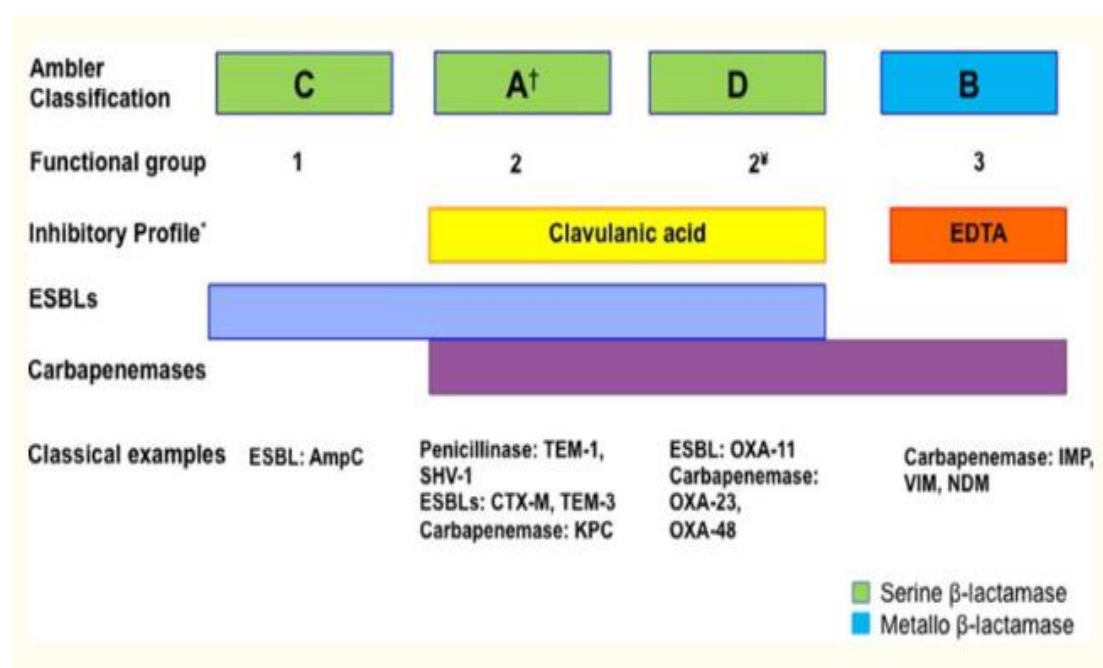 Ambler
Classification
C
A†
D
B
Functional group
1
2
2¥
3
Inhibitory Profile*
Clavulanic acid
EDTA
ESBLs
Carbapenemases
Classical examples
ESBL: AmpC
Penicillinase: TEM-1,
SHV-1
ESBLs: CTX-M, TEM-3
Carbapenemase: KPC
ESBL: OXA-11
Carbapenemase:
OXA-23,
OXA-48
Carbapenemase: IMP,
VIM, NDM
Serine β-lactamase
Metallo β-lactamase